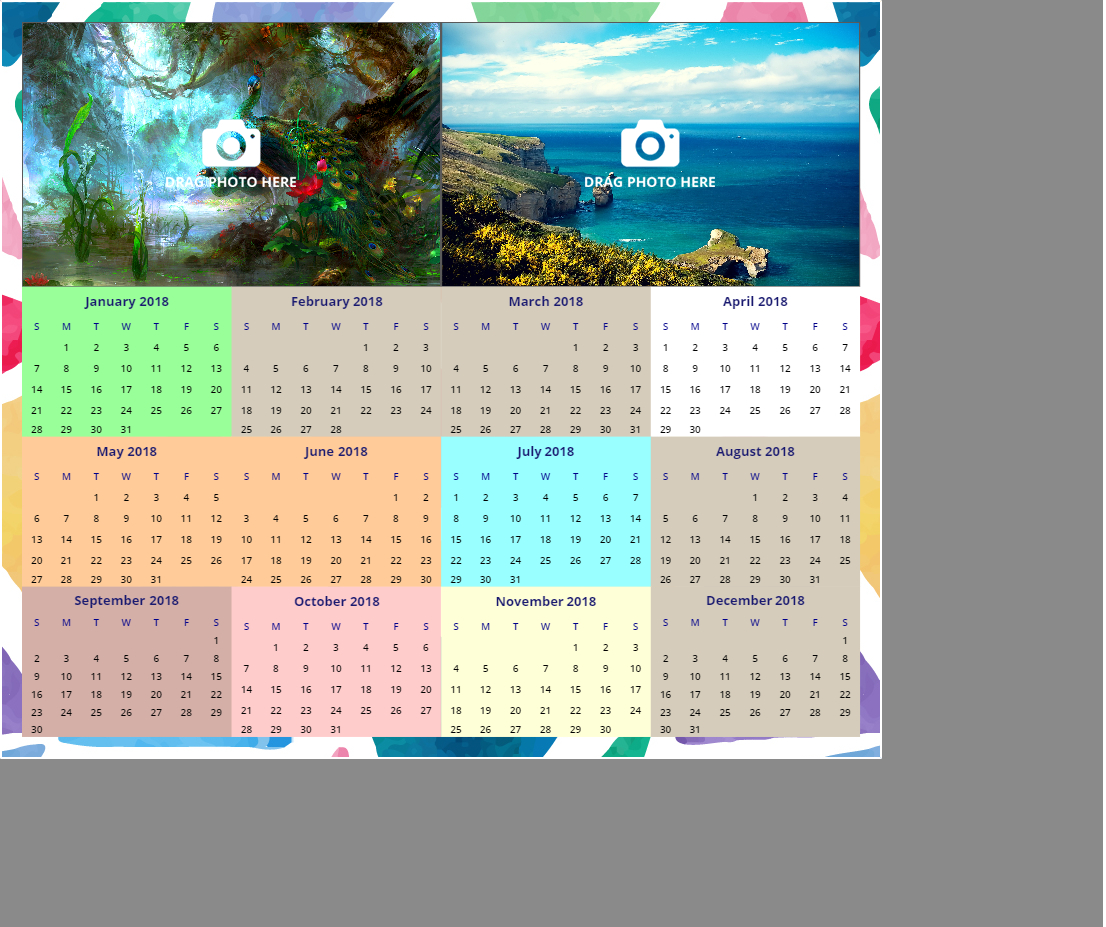 DRAG PHOTO HERE
DRAG PHOTO HERE
January 2018
S M T W T F S
1 2 3 4 5 6
7 8 9 10 11 12 13
14 15 16 17 18 19 20
21 22 23 24 25 26 27
28 29 30 31
February 2018
S M T W T F S
1 2 3
4 5 6 7 8 9 10
11 12 13 14 15 16 17
18 19 20 21 22 23 24
25 26 27 28
March 2018
S M T W T F S
1 2 3
4 5 6 7 8 9 10
11 12 13 14 15 16 17
18 19 20 21 22 23 24
25 26 27 28 29 30 31
April 2018
S M T W T F S
1 2 3 4 5 6 7
8 9 10 11 12 13 14
15 16 17 18 19 20 21
22 23 24 25 26 27 28
29 30
May 2018
S M T W T F S
1 2 3 4 5
6 7 8 9 10 11 12
13 14 15 16 17 18 19
20 21 22 23 24 25 26
27 28 29 30 31
June 2018
S M T W T F S
1 2
3 4 5 6 7 8 9
10 11 12 13 14 15 16
17 18 19 20 21 22 23
24 25 26 27 28 29 30
July 2018
S M T W T F S
1 2 3 4 5 6 7
8 9 10 11 12 13 14
15 16 17 18 19 20 21
22 23 24 25 26 27 28
29 30 31
August 2018
S M T W T F S
1 2 3 4
5 6 7 8 9 10 11
12 13 14 15 16 17 18
19 20 21 22 23 24 25
26 27 28 29 30 31
September 2018
S M T W T F S
1
2 3 4 5 6 7 8
9 10 11 12 13 14 15
16 17 18 19 20 21 22
23 24 25 26 27 28 29
30
October 2018
S M T W T F S
1 2 3 4 5 6
7 8 9 10 11 12 13
14 15 16 17 18 19 20
21 22 23 24 25 26 27
28 29 30 31
November 2018
S M T W T F S
1 2 3
4 5 6 7 8 9 10
11 12 13 14 15 16 17
18 19 20 21 22 23 24
25 26 27 28 29 30
December 2018
S M T W T F S
1
2 3 4 5 6 7 8
9 10 11 12 13 14 15
16 17 18 19 20 21 22
23 24 25 26 27 28 29
30 31